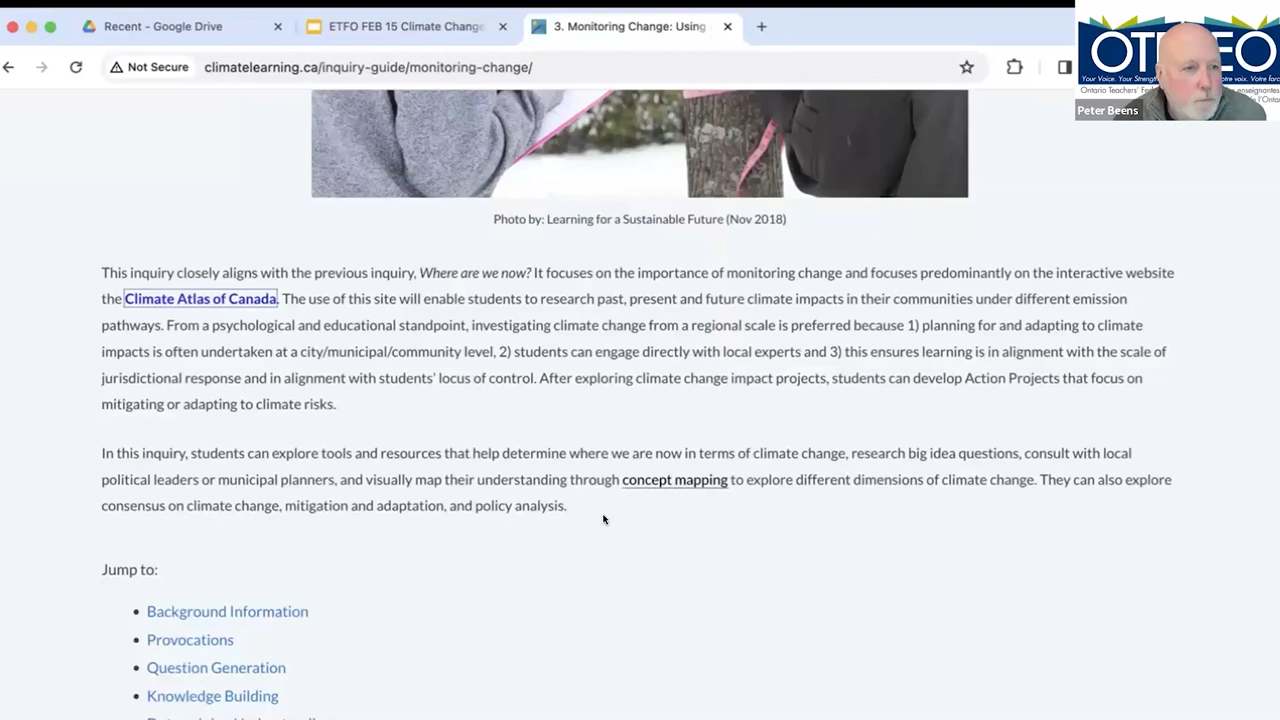 Recent - Google Drive
ETFO FEB 15 Climate Change
3. Monitoring Change: Using
Not Secure
climatelearning.ca/inquiry-guide/monitoring-change/
Your Voice. Your Streng
otre voix. Votre for
Ontario Teachers' Fe
Peter Beens
Photo by: Learning for a Sustainable Future (Nov 2018)
This inquiry closely aligns with the previous inquiry, Where are we now? It focuses on the importance of monitoring change and focuses predominantly on the interactive website
the Climate Atlas of Canada. The use of this site will enable students to research past, present and future climate impacts in their communities under different emission
pathways. From a psychological and educational standpoint, investigating climate change from a regional scale is preferred because 1) planning for and adapting to climate
impacts is often undertaken at a city/municipal/community level, 2) students can engage directly with local experts and 3) this ensures learning is in alignment with the scale of
jurisdictional response and in alignment with students' locus of control. After exploring climate change impact projects, students can develop Action Projects that focus on
mitigating or adapting to climate risks.
In this inquiry, students can explore tools and resources that help determine where we are now in terms of climate change, research big idea questions, consult with local
political leaders or municipal planners, and visually map their understanding through concept mapping to explore different dimensions of climate change. They can also explore
consensus on climate change, mitigation and adaptation, and policy analysis.
Jump to:
Background Information
Provocations
Question Generation
Knowledge Building